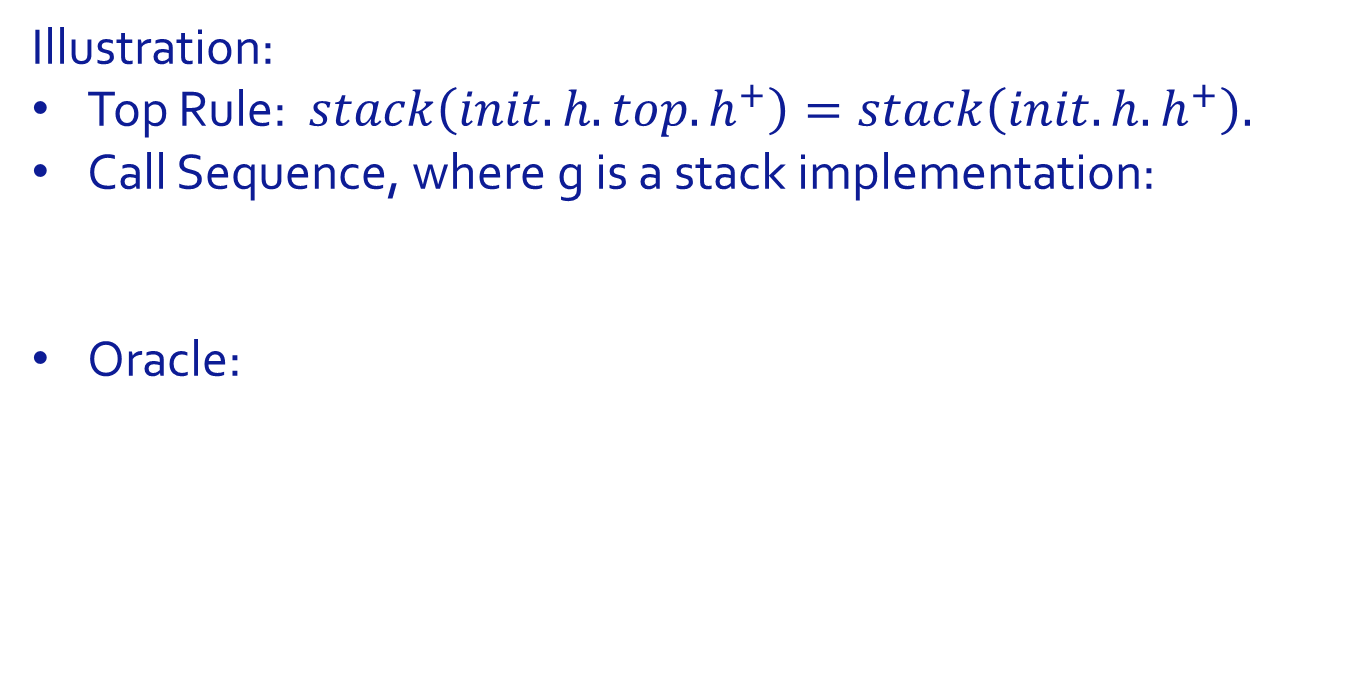 Illustration:
• Top Rule: stack(init. h. top. h⁺) = stack(init. h. h⁺).
• Call Sequence, where g is a stack implementation:
• Oracle: